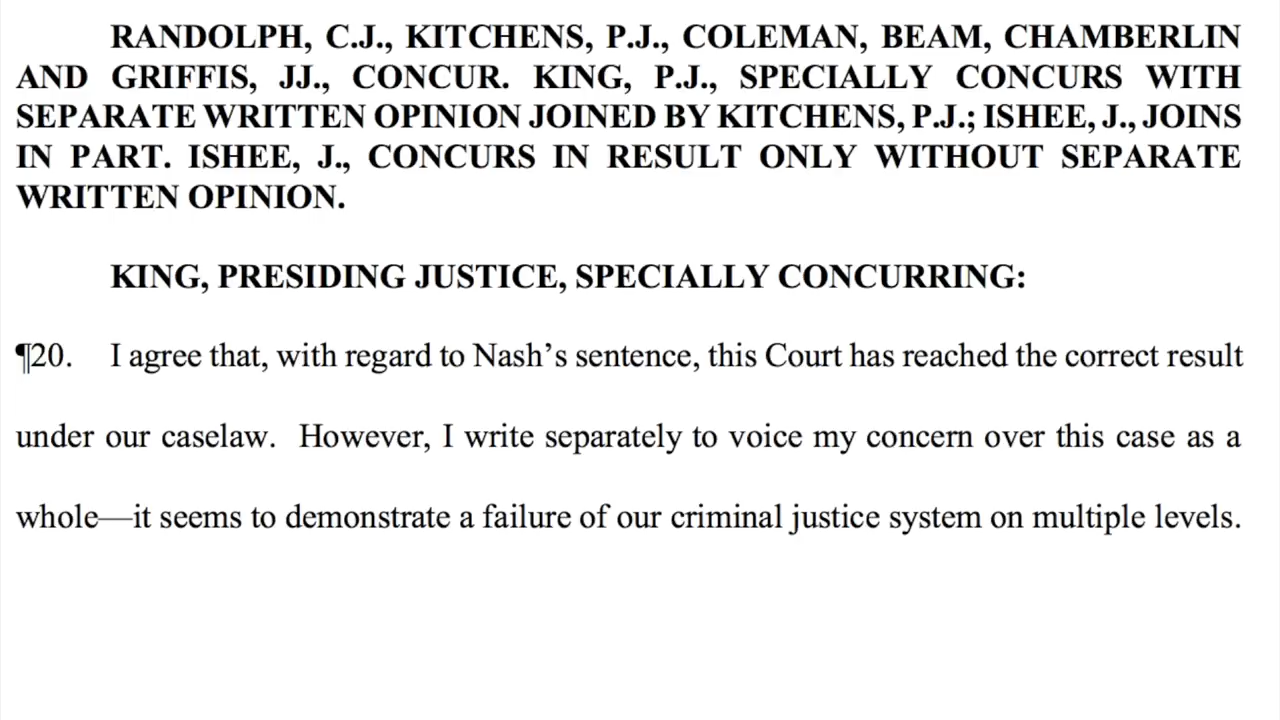 RANDOLPH, C.J., KITCHENS, P.J., COLEMAN, BEAM, CHAMBERLIN
AND GRIFFIS, JJ., CONCUR. KING, P.J., SPECIALLY CONCURS WITH
SEPARATE WRITTEN OPINION JOINED BY KITCHENS, P.J.; ISHEE, J., JOINS
IN PART. ISHEE, J., CONCURS IN RESULT ONLY WITHOUT SEPARATE
WRITTEN OPINION.
KING, PRESIDING JUSTICE, SPECIALLY CONCURRING:
¶20. I agree that, with regard to Nash’s sentence, this Court has reached the correct result
under our caselaw. However, I write separately to voice my concern over this case as a
whole—it seems to demonstrate a failure of our criminal justice system on multiple levels.